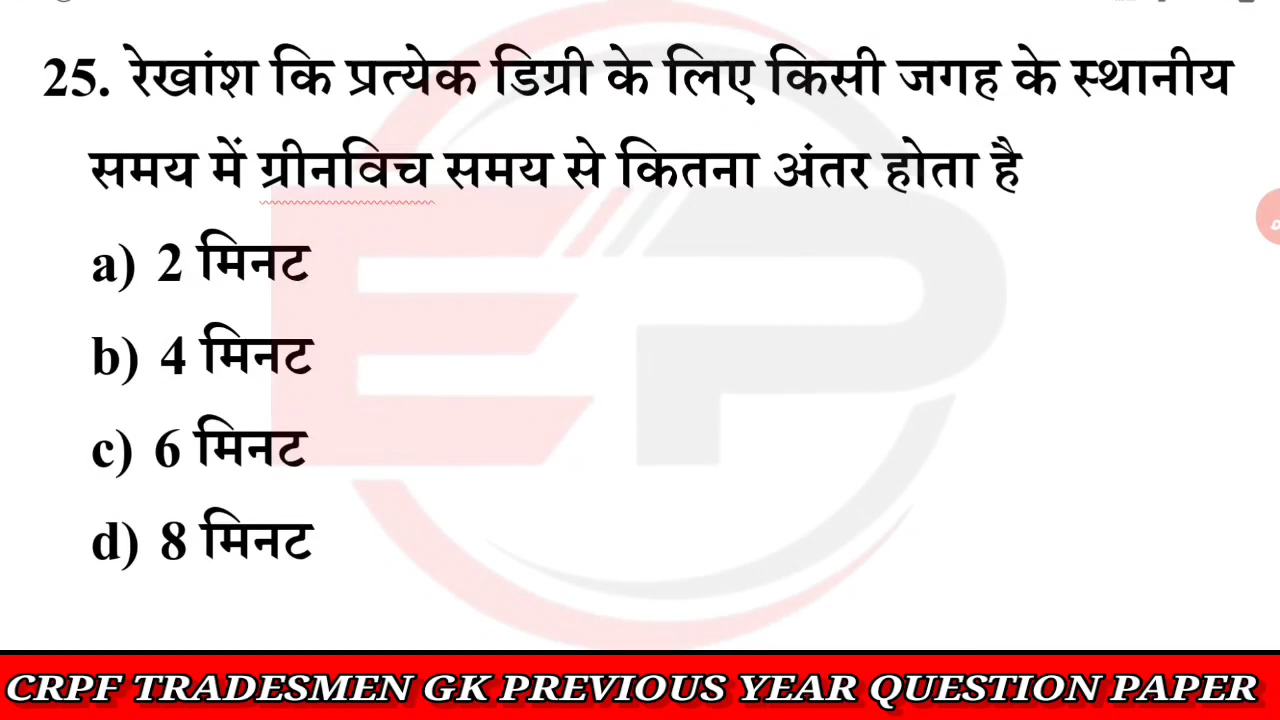 25. रेखांश कि प्रत्येक डिग्री के लिए किसी जगह के स्थानीय
समय में ग्रीनविच समय से कितना अंतर होता है
a) 2 मिनट
b) 4 मिनट
c) 6 मिनट
d) 8 मिनट
EP
CRPF TRADESMEN GK PREVIOUS YEAR QUESTION PAPER